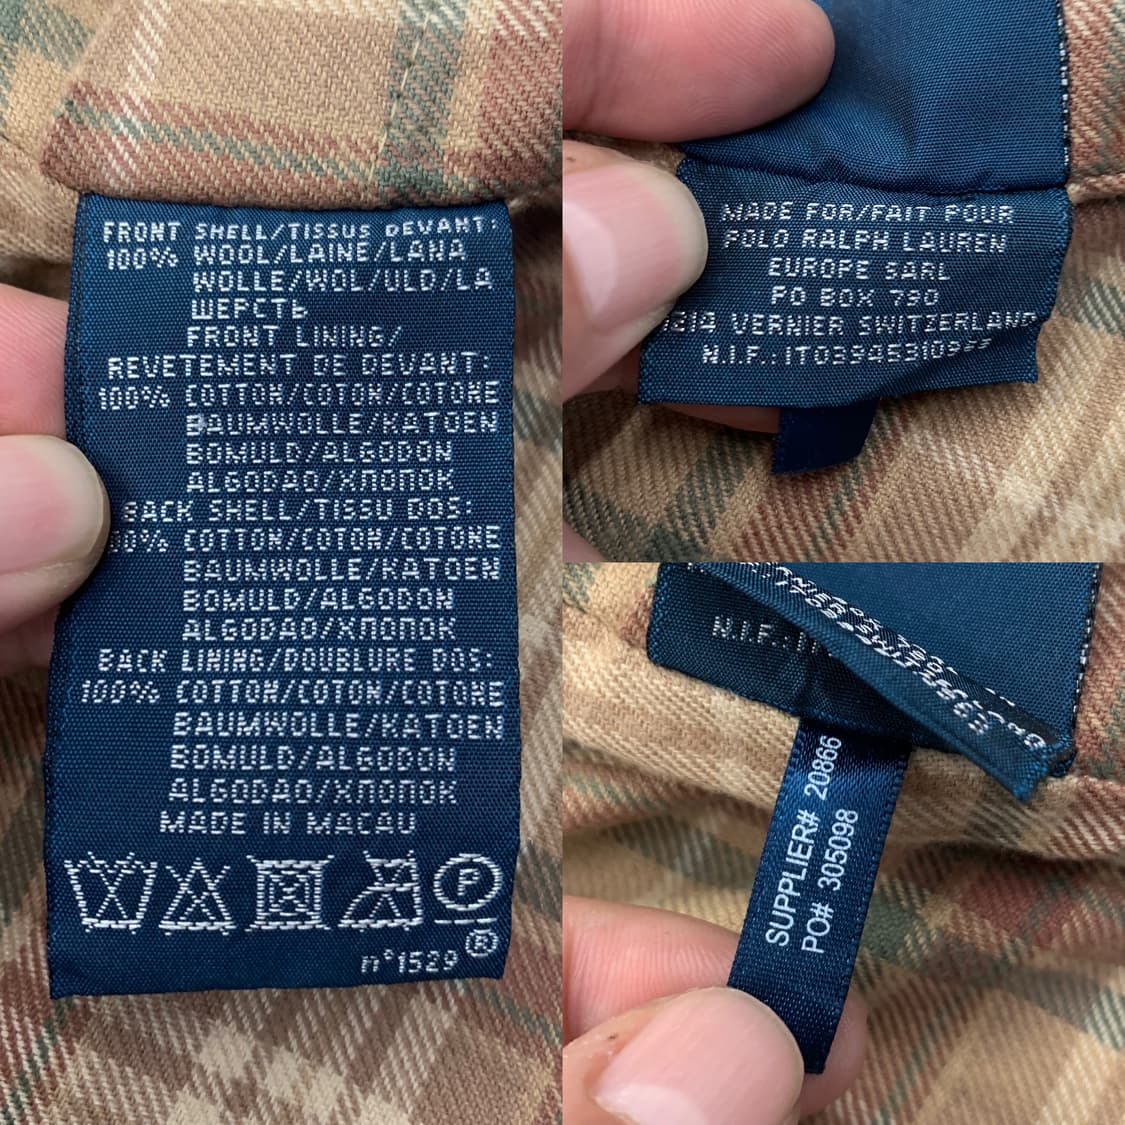 FRONT SHELL/TISSUS DEVANT:
100% WOOL/LAINE/LANA
WOLLE/WOL/ULD/LA
ШЕРСТЬ
FRONT LINING/
REVETEMENT DE DEVANT:
100% COTTON/COTON/COTONE
BAUMWOLLE/KATOEN
BOMULD/ALGODON
ALGODAO/ХЛОПОК
BACK SHELL/TISSU DOS:
00% COTTON/COTON/COTONE
BAUMWOLLE/KATOEN
BOMULD/ALGODON
ALGODAO/ХЛОПОК
BACK LINING/DOUBLURE DOS:
100% COTTON/COTON/COTONE
BAUMWOLLE/KATOEN
BOMULD/ALGODON
ALGODAO/ХЛОПОК
MADE IN MACAU
P
n°1529 ®
MADE FOR/FAIT POUR
POLO RALPH LAUREN
EUROPE SARL
PO BOX 790
1214 VERNIER SWITZERLAND
N.I.F.:
N.I.F.:
SUPPLIER# 20866
PO# 305098